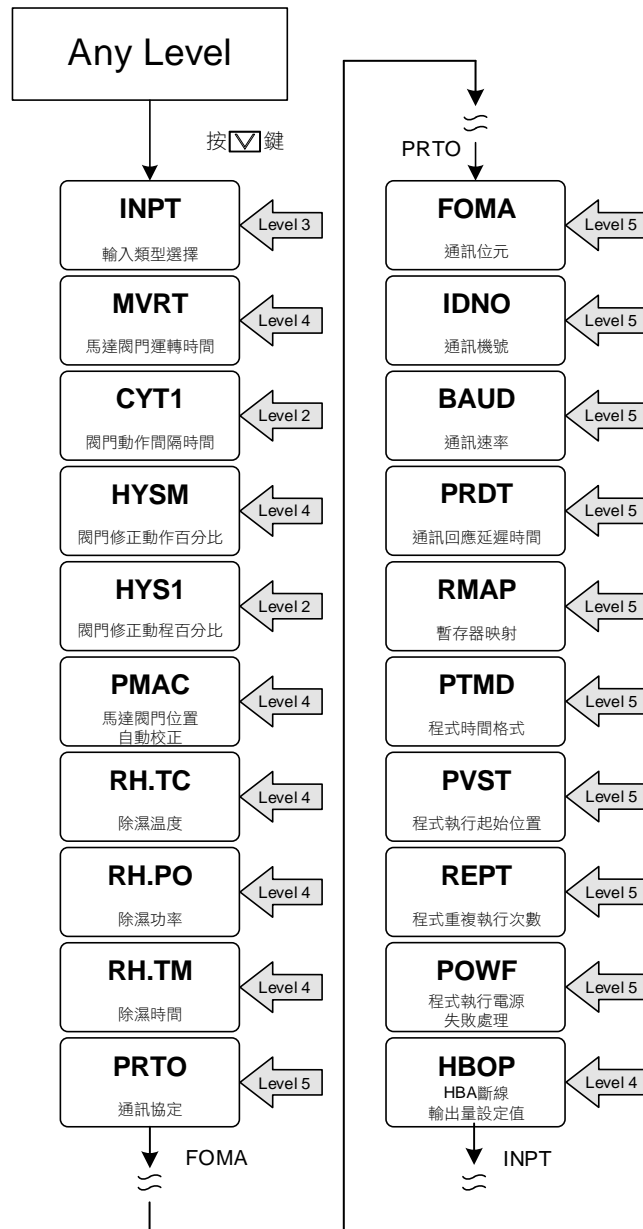 Any Level
按▽鍵
INPT
輸入類型選擇
Level 3
MVRT
馬達閥門運轉時間
Level 4
CYT1
閥門動作間隔時間
Level 2
HYSM
閥門修正動作百分比
Level 4
HYS1
閥門修正動程百分比
Level 2
PMAC
馬達閥門位置
自動校正
Level 4
RH.TC
除濕温度
Level 4
RH.PO
除濕功率
Level 4
RH.TM
除濕時間
Level 4
PRTO
通訊協定
Level 5
FOMA
PRTO
FOMA
通訊位元
Level 5
IDNO
通訊機號
Level 5
BAUD
通訊速率
Level 5
PRDT
通訊回應延遲時間
Level 5
RMAP
暫存器映射
Level 5
PTMD
程式時間格式
Level 5
PVST
程式執行起始位置
Level 5
REPT
程式重複執行次數
Level 5
POWF
程式執行電源
失敗處理
Level 5
HBOP
HBA斷線
輸出量設定值
Level 4
INPT